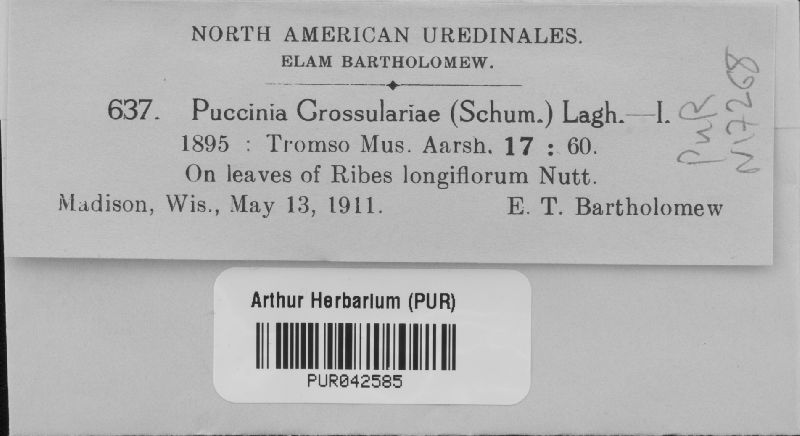 NORTH AMERICAN UREDINALES.
ELAM BARTHOLOMEW.
637. Puccinia Grossulariae (Schum.) Lagh.—I.
1895 : Tromso Mus. Aarsh. 17 : 60.
On leaves of Ribes longiflorum Nutt.
Madison, Wis., May 13, 1911. E. T. Bartholomew
PUR
N17268
Arthur Herbarium (PUR)
PUR042585